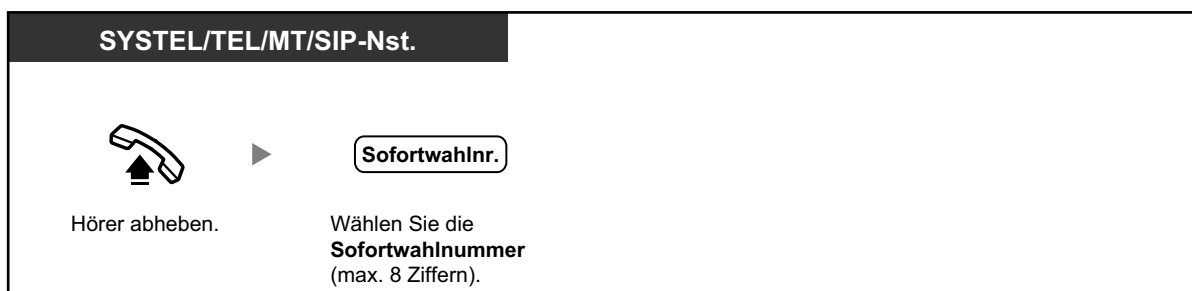 SYSTEL/TEL/MT/SIP-Nst.
Sofortwahlnr.
Hörer abheben.
Wählen Sie die
Sofortwahlnummer
(max. 8 Ziffern).